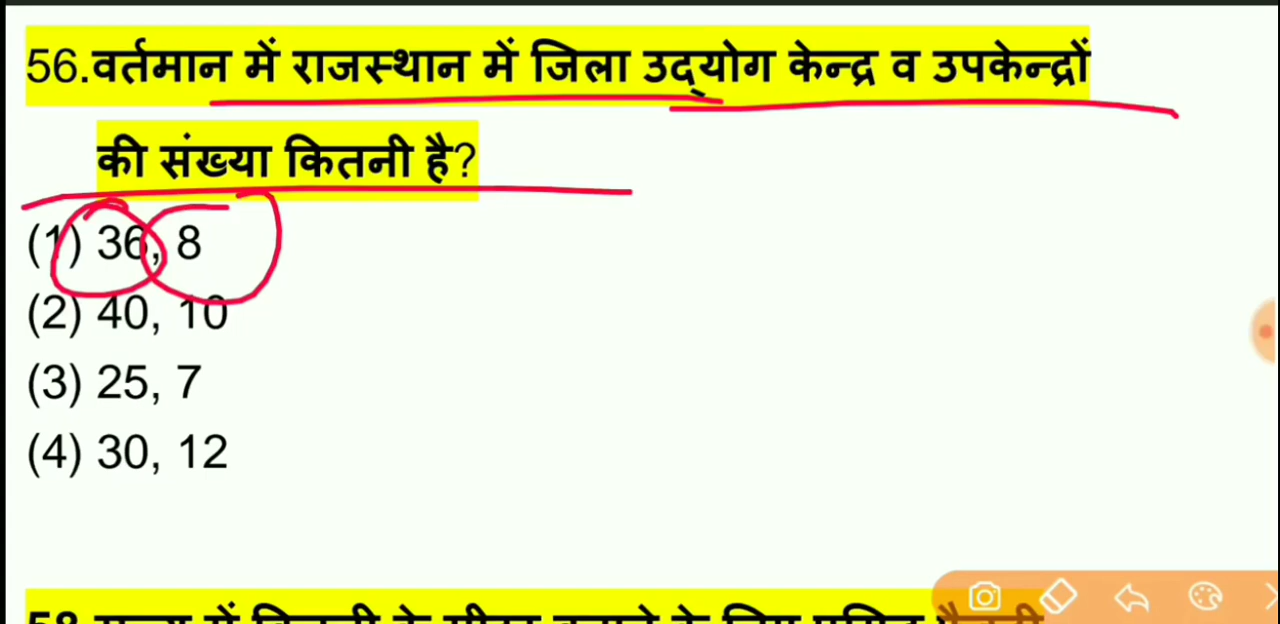 56.वर्तमान में राजस्थान में जिला उद्योग केन्द्र व उपकेन्द्रों
की संख्या कितनी है?
(1) 36, 8
(2) 40, 10
(3) 25, 7
(4) 30, 12